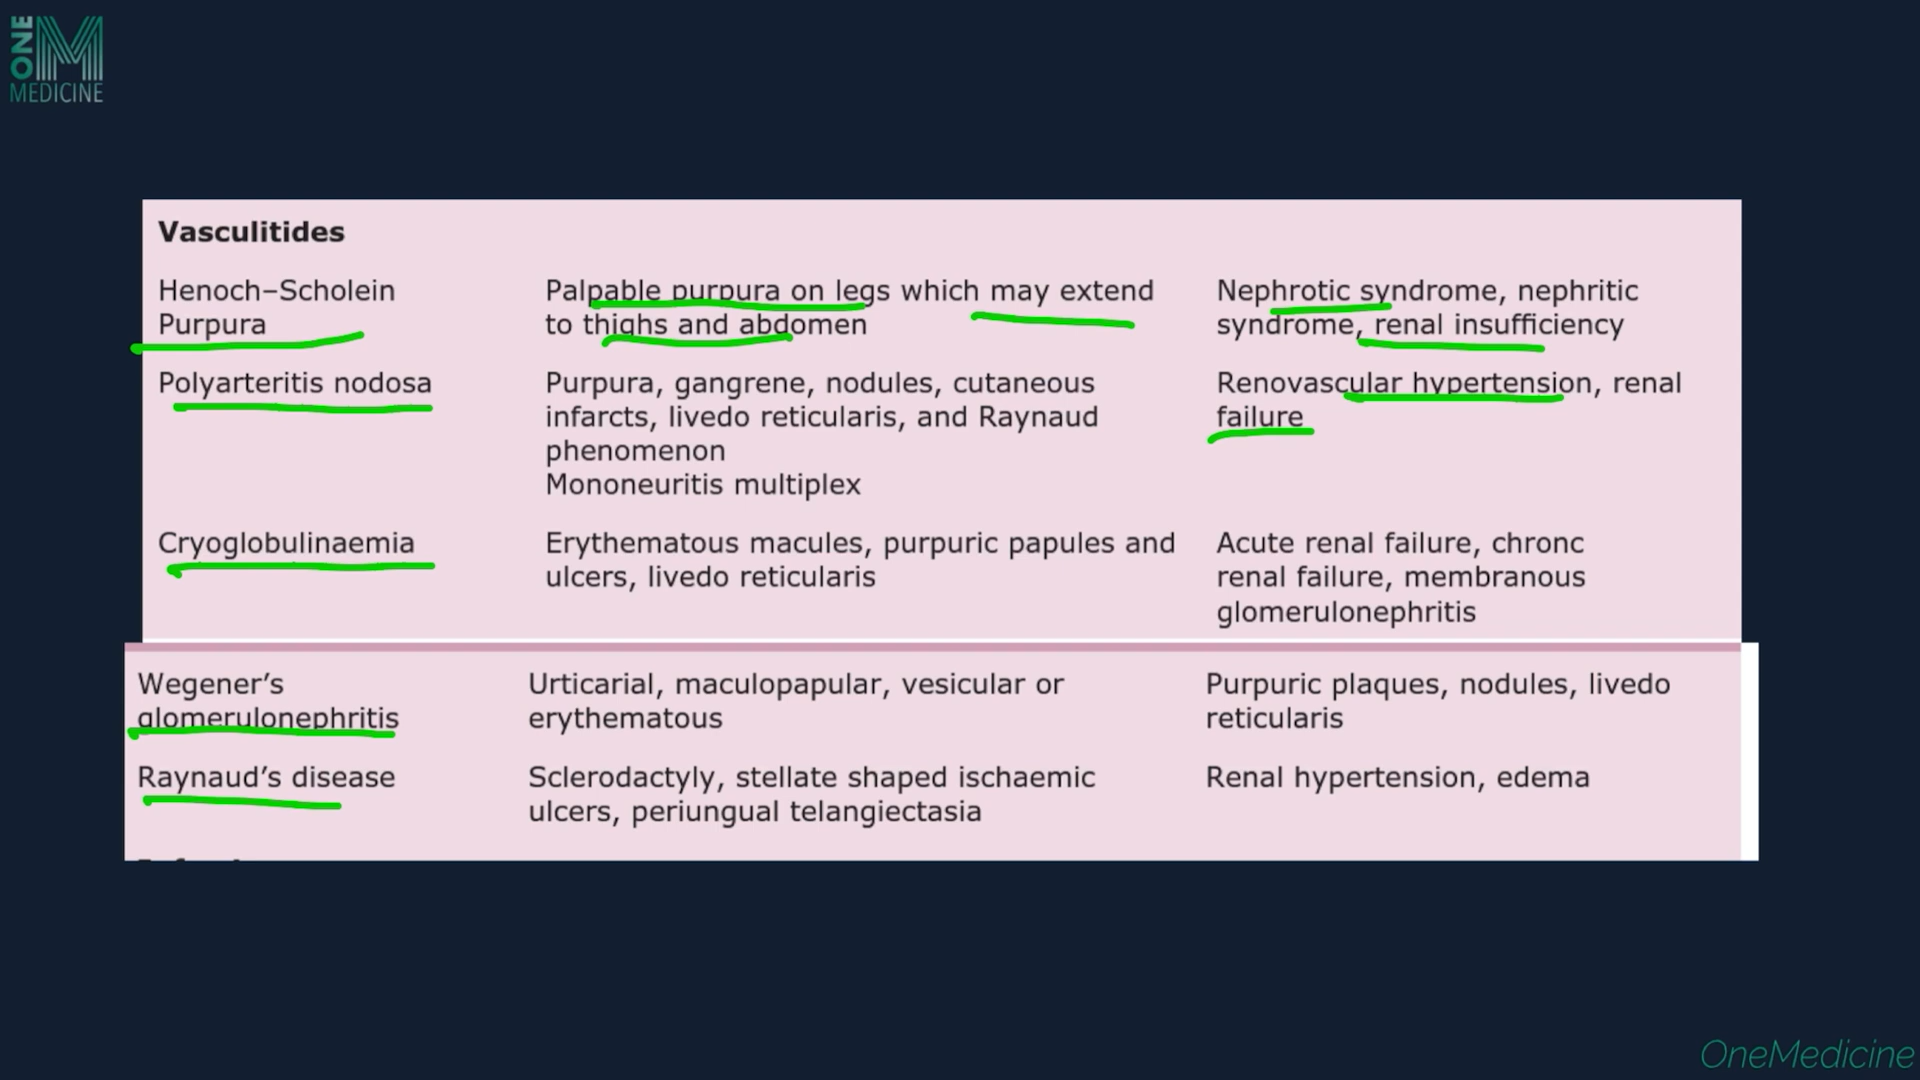 ONE
MEDICINE
Vasculitides
Henoch–Scholein
Purpura
Palpable purpura on legs which may extend
to thighs and abdomen
Nephrotic syndrome, nephritic
syndrome, renal insufficiency
Polyarteritis nodosa
Purpura, gangrene, nodules, cutaneous
infarcts, livedo reticularis, and Raynaud
phenomenon
Mononeuritis multiplex
Renovascular hypertension, renal
failure
Cryoglobulinaemia
Erythematous macules, purpuric papules and
ulcers, livedo reticularis
Acute renal failure, chronc
renal failure, membranous
glomerulonephritis
Wegener’s
glomerulonephritis
Urticarial, maculopapular, vesicular or
erythematous
Purpuric plaques, nodules, livedo
reticularis
Raynaud’s disease
Sclerodactyly, stellate shaped ischaemic
ulcers, periungual telangiectasia
Renal hypertension, edema
OneMedicine